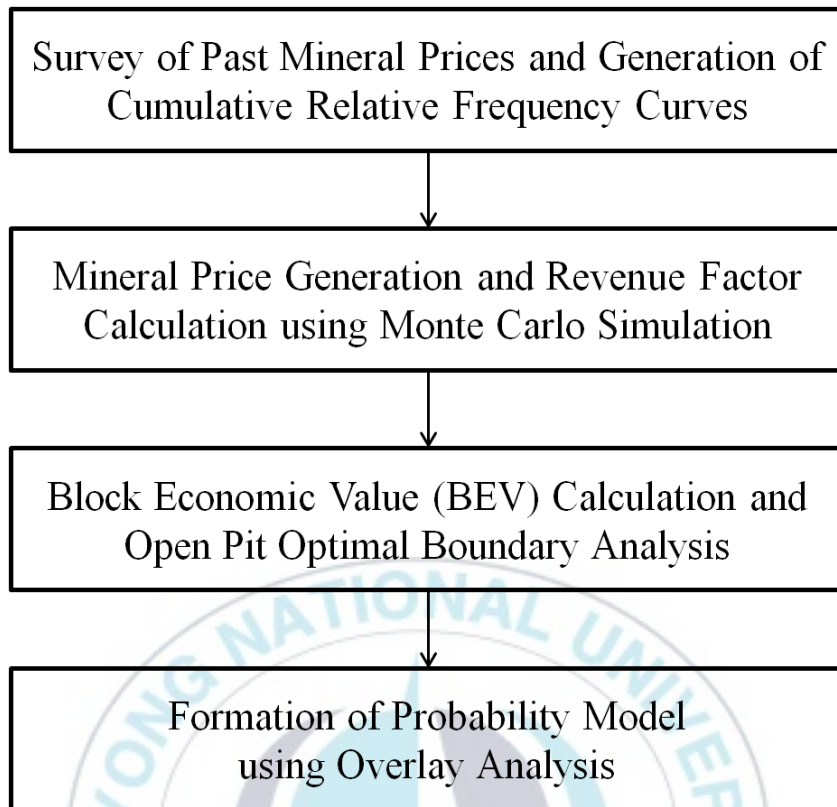 Survey of Past Mineral Prices and Generation of
Cumulative Relative Frequency Curves
Mineral Price Generation and Revenue Factor
Calculation using Monte Carlo Simulation
Block Economic Value (BEV) Calculation and
Open Pit Optimal Boundary Analysis
Formation of Probability Model
using Overlay Analysis
NATIONAL